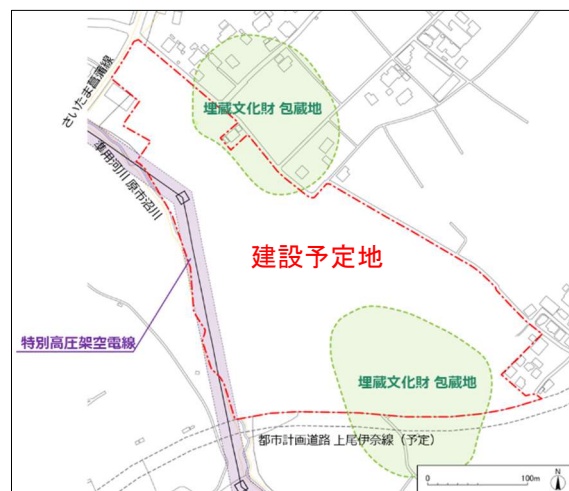 さいたま菖蒲線
埋蔵文化財 包蔵地
準用河川 原市沼川
建設予定地
特別高圧架空電線
埋蔵文化財 包蔵地
都市計画道路 上尾伊奈線（予定）
0 100m
N